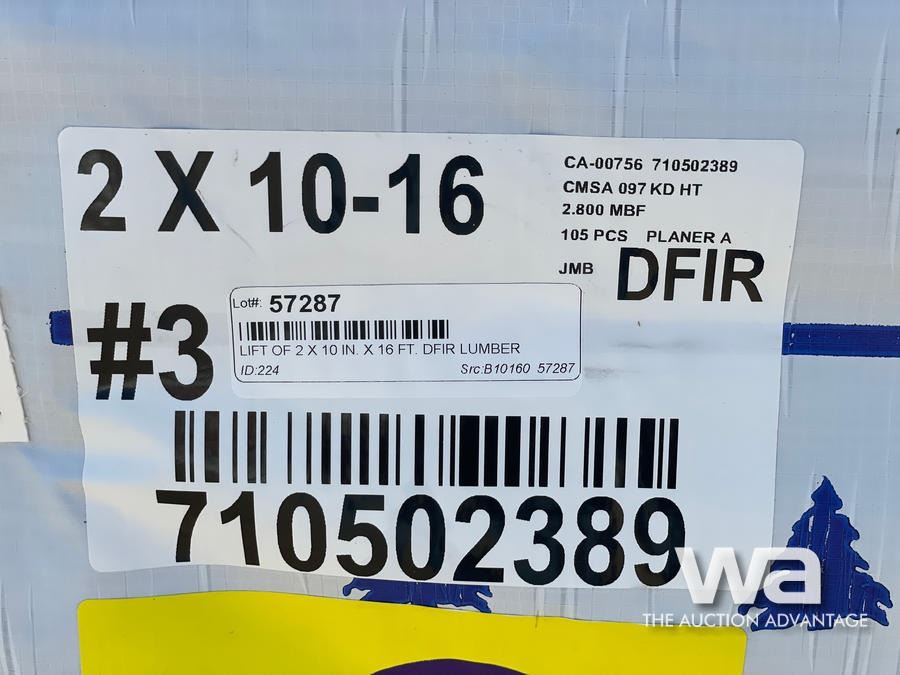 2 X 10-16
CA-00756 710502389
CMSA 097 KD HT
2.800 MBF
105 PCS PLANER A
JMB DFIR
#3
Lot#: 57287
LIFT OF 2 X 10 IN. X 16 FT. DFIR LUMBER
ID:224 Src:B10160 57287
710502389
wa
THE AUCTION ADVANTAGE